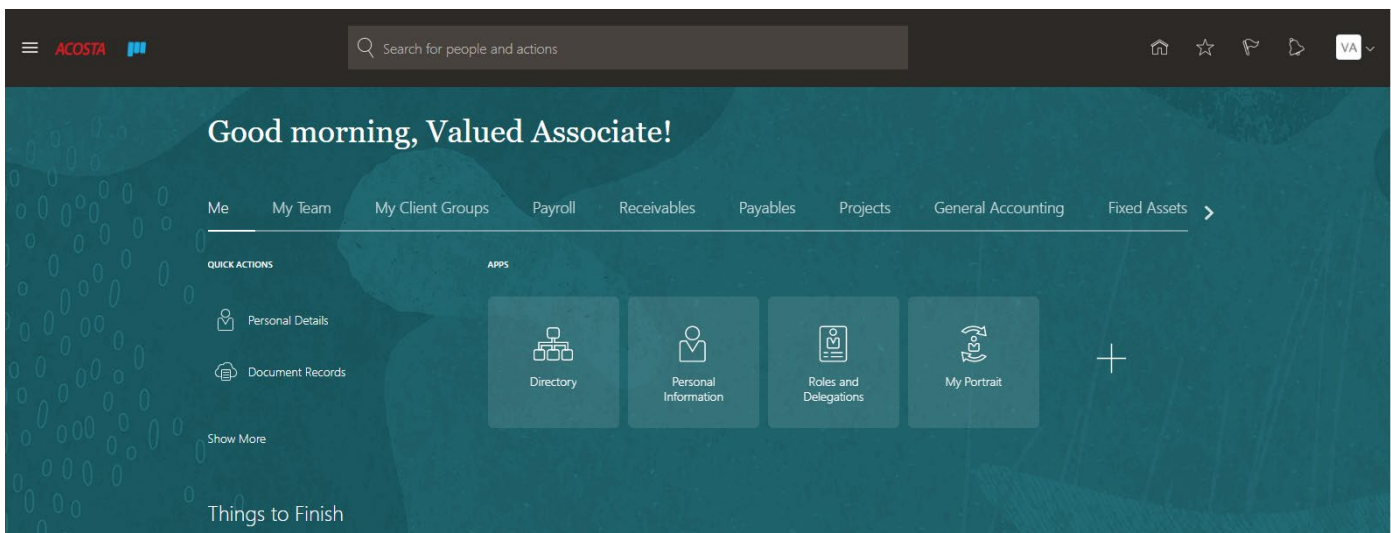 ACOSTA
Search for people and actions
VA
Good morning, Valued Associate!
Me My Team My Client Groups Payroll Receivables Payables Projects General Accounting Fixed Assets
QUICK ACTIONS
Personal Details
Document Records
Show More
APPS
Directory
Personal
Information
Roles and
Delegations
My Portrait
Things to Finish